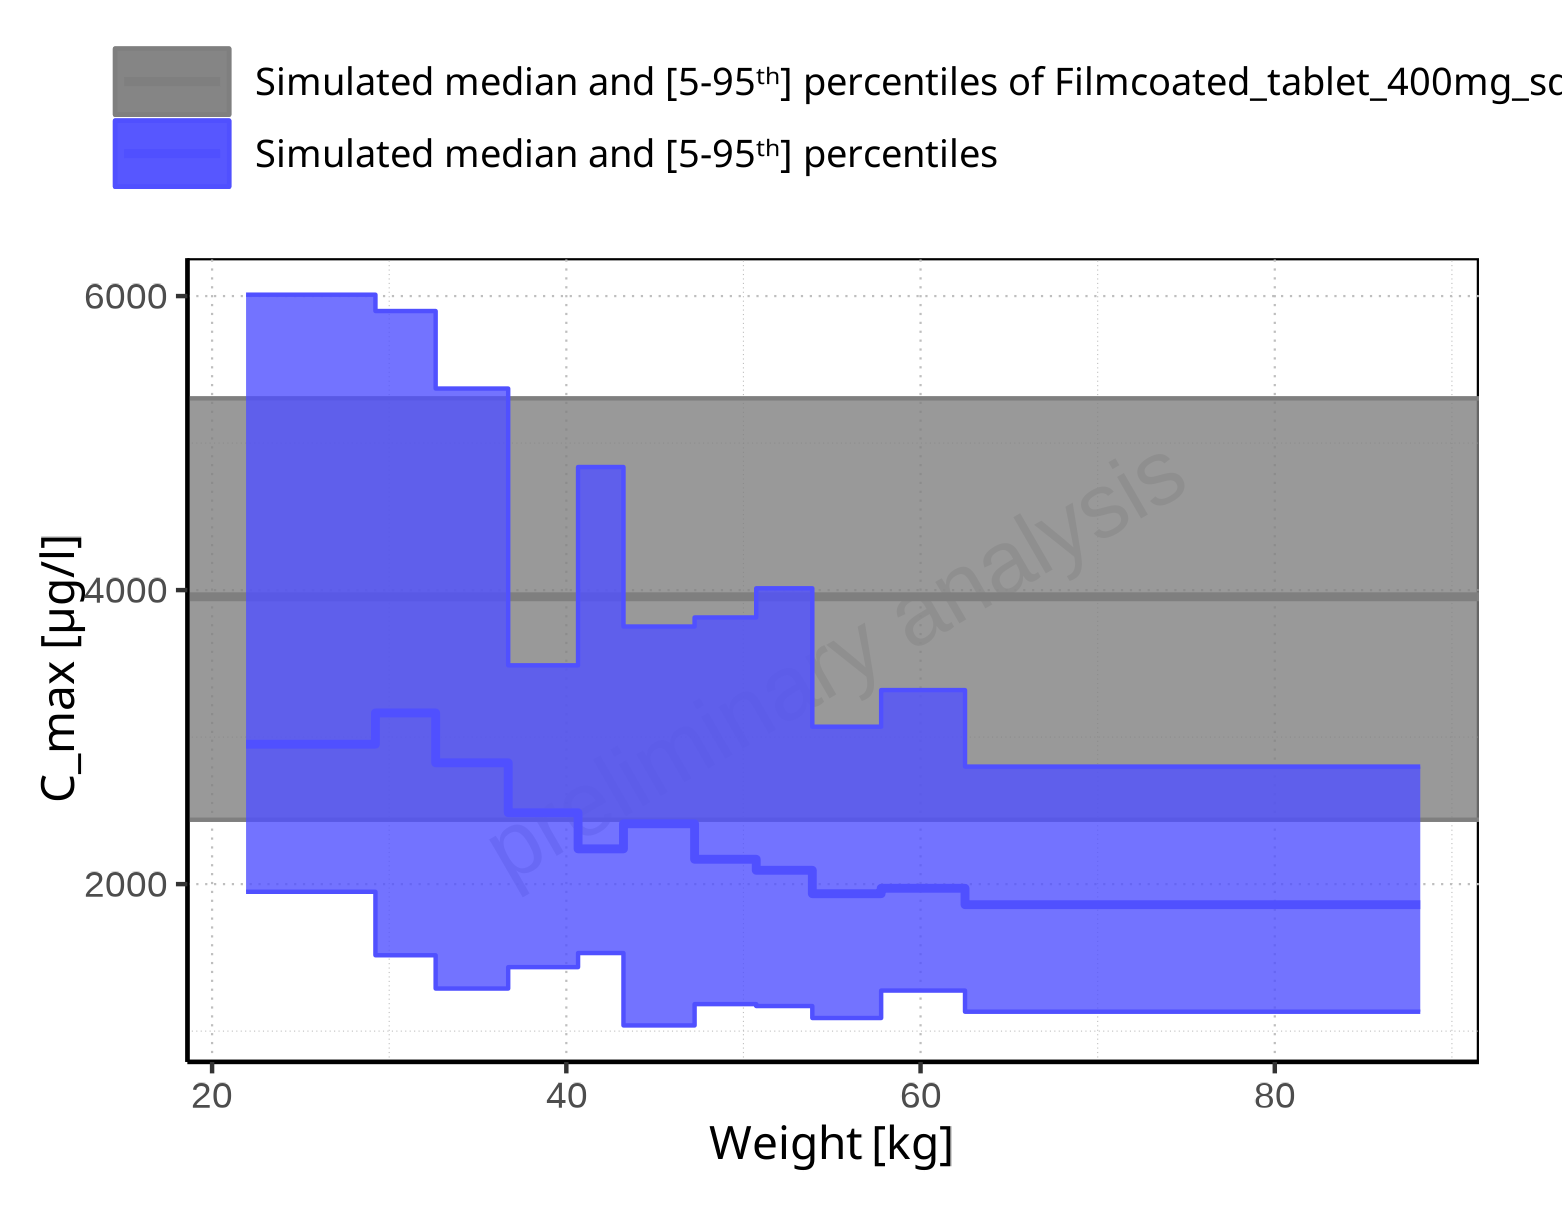 Simulated median and [5-95ᵗʰ] percentiles of Filmcoated_tablet_400mg_sd
Simulated median and [5-95ᵗʰ] percentiles
6000
4000
2000
C_max [µg/l]
preliminary analysis
20 40 60 80
Weight [kg]